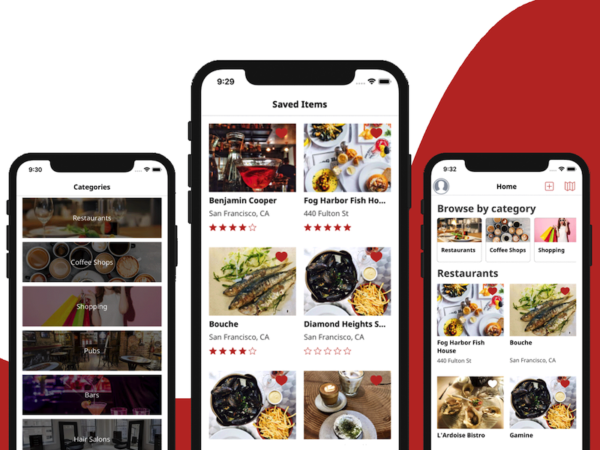 9:30
Categories
Restaurants
Coffee Shops
Shopping
Pubs
Bars
Hair Salons
9:29
Saved Items
Benjamin Cooper
San Francisco, CA
Fog Harbor Fish Ho...
440 Fulton St
Bouche
San Francisco, CA
Diamond Heights S...
San Francisco, CA
9:32
Home
Browse by category
Restaurants
Coffee Shops
Shopping
Restaurants
Fog Harbor Fish
House
440 Fulton St
Bouche
San Francisco, CA
L'Ardoise Bistro
Gamine